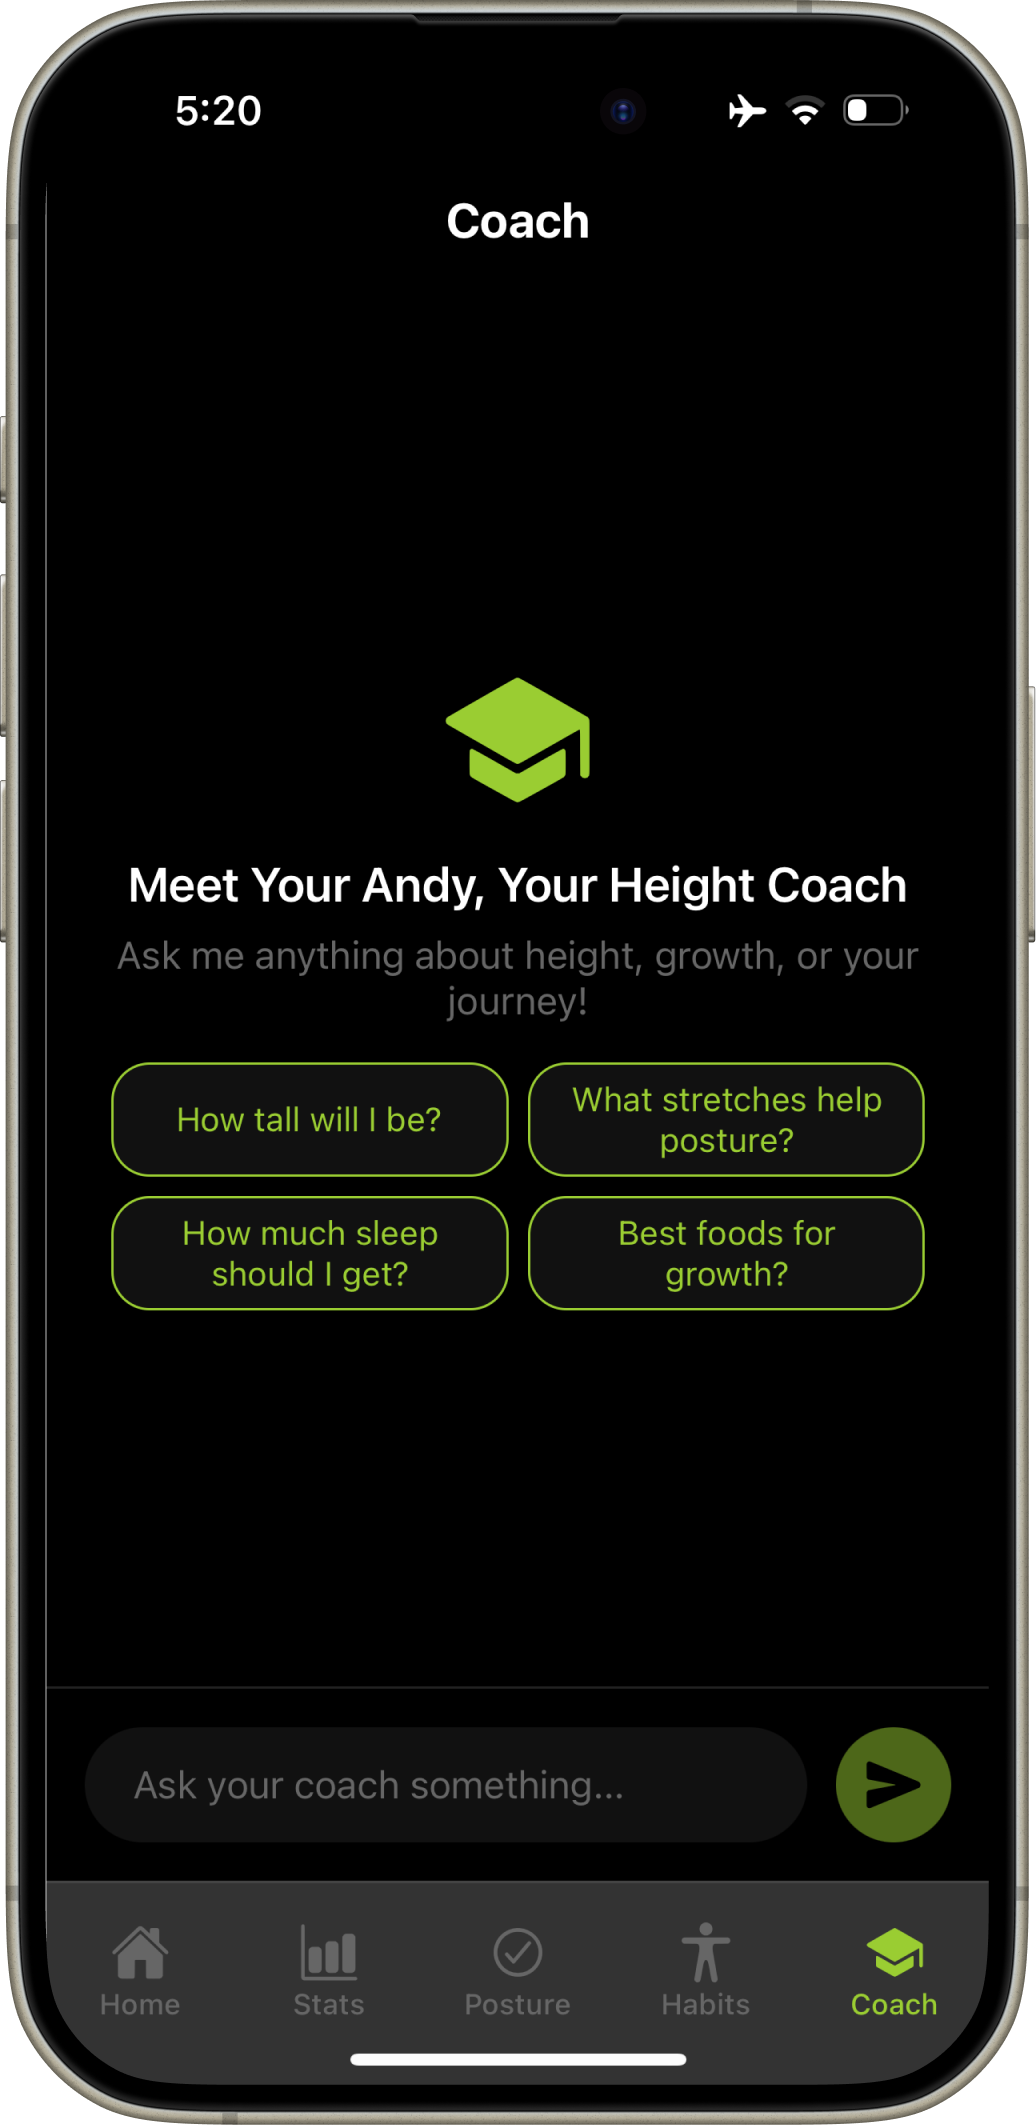 5:20
Coach
Meet Your Andy, Your Height Coach
Ask me anything about height, growth, or your
journey!
How tall will I be?
What stretches help
posture?
How much sleep
should I get?
Best foods for
growth?
Ask your coach something...
Home
Stats
Posture
Habits
Coach